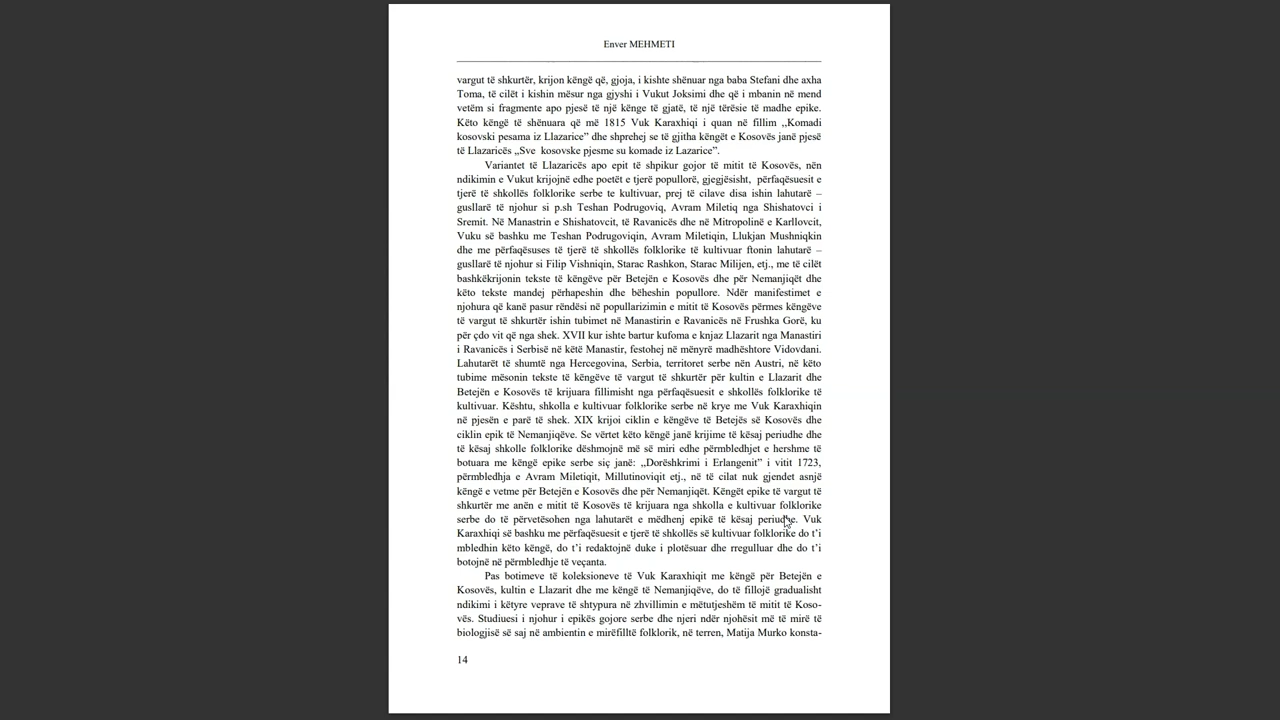 Enver MEHMETI
vargut të shkurtër, krijon këngë që, gjoja, i kishte shënuar nga baba Stefani dhe axha
Toma, të cilët i kishin mësur nga gjyshi i Vukut Joksimi dhe që i mbanin në mend
vetëm si fragmente apo pjesë të një kënge të gjatë, të një tërësie të madhe epike.
Këto këngë të shënuara që më 1815 Vuk Karaxhiqi i quan në fillim „Komadi
kosovski pesama iz Llazarice” dhe shprehej se të gjitha këngët e Kosovës janë pjesë
të Llazaricës „Sve kosovske pjesme su komade iz Lazarice”.
Variantet të Llazaricës apo epit të shpikur gojor të mitit të Kosovës, nën
ndikimin e Vukut krijojnë edhe poetët e tjerë popullorë, gjegjësisht, përfaqësuesit e
tjerë të shkollës folklorike serbe te kultivuar, prej të cilave disa ishin lahutarë –
gusllarë të njohur si p.sh Teshan Podrugoviq, Avram Miletiq nga Shishatovci i
Sremit. Në Manastrin e Shishatovcit, të Ravanicës dhe në Mitropolinë e Karllovcit,
Vuku së bashku me Teshan Podrugoviqin, Avram Miletiqin, Llukjan Mushniqkin
dhe me përfaqësuses të tjerë të shkollës folklorike të kultivuar ftonin lahutarë –
gusllarë të njohur si Filip Vishniqin, Starac Rashkon, Starac Milijen, etj., me të cilët
bashkëkrijonin tekste të këngëve për Betejën e Kosovës dhe për Nemanjiqët dhe
këto tekste mandej përhapeshin dhe bëheshin popullore. Ndër manifestimet e
njohura që kanë pasur rëndësi në popullarizimin e mitit të Kosovës përmes këngëve
të vargut të shkurtër ishin tubimet në Manastirin e Ravanicës në Frushka Gorë, ku
për çdo vit që nga shek. XVII kur ishte bartur kufoma e knjaz Llazarit nga Manastiri
i Ravanicës i Serbisë në këtë Manastir, festohej në mënyrë madhështore Vidovdani.
Lahutarët të shumtë nga Hercegovina, Serbia, territoret serbe nën Austri, në këto
tubime mësonin tekste të këngëve të vargut të shkurtër për kultin e Llazarit dhe
Betejën e Kosovës të krijuara fillimisht nga përfaqësuesit e shkollës folklorike të
kultivuar. Kështu, shkolla e kultivuar folklorike serbe në krye me Vuk Karaxhiqin
në pjesën e parë të shek. XIX krijoi ciklin e këngëve të Betejës së Kosovës dhe
ciklin epik të Nemanjiqëve. Se vërtet këto këngë janë krijime të kësaj periudhe dhe
të kësaj shkolle folklorike dëshmojnë më së miri edhe përmbledhjet e hershme të
botuara me këngë epike serbe siç janë: „Dorëshkrimi i Erlangenit” i vitit 1723,
përmbledhja e Avram Miletiqit, Millutinoviqit etj., në të cilat nuk gjendet asnjë
këngë e vetme për Betejën e Kosovës dhe për Nemanjiqët. Këngët epike të vargut të
shkurtër me anën e mitit të Kosovës të krijuara nga shkolla e kultivuar folklorike
serbe do të përvetësohen nga lahutarët e mëdhenj epikë të kësaj periudhe. Vuk
Karaxhiqi së bashku me përfaqësuesit e tjerë të shkollës së kultivuar folklorike do t’i
mbledhin këto këngë, do t’i redaktojnë duke i plotësuar dhe rregulluar dhe do t’i
botojnë në përmbledhje të veçanta.
Pas botimeve të koleksioneve të Vuk Karaxhiqit me këngë për Betejën e
Kosovës, kultin e Llazarit dhe me këngë të Nemanjiqëve, do të fillojë gradualisht
ndikimi i këtyre veprave të shtypura në zhvillimin e mëtutjeshëm të mitit të Koso-
vës. Studiuesi i njohur i epikës gojore serbe dhe njeri ndër njohësit më të mirë të
biologjisë së saj në ambientin e mirëfilltë folklorik, në terren, Matija Murko konsta-
14